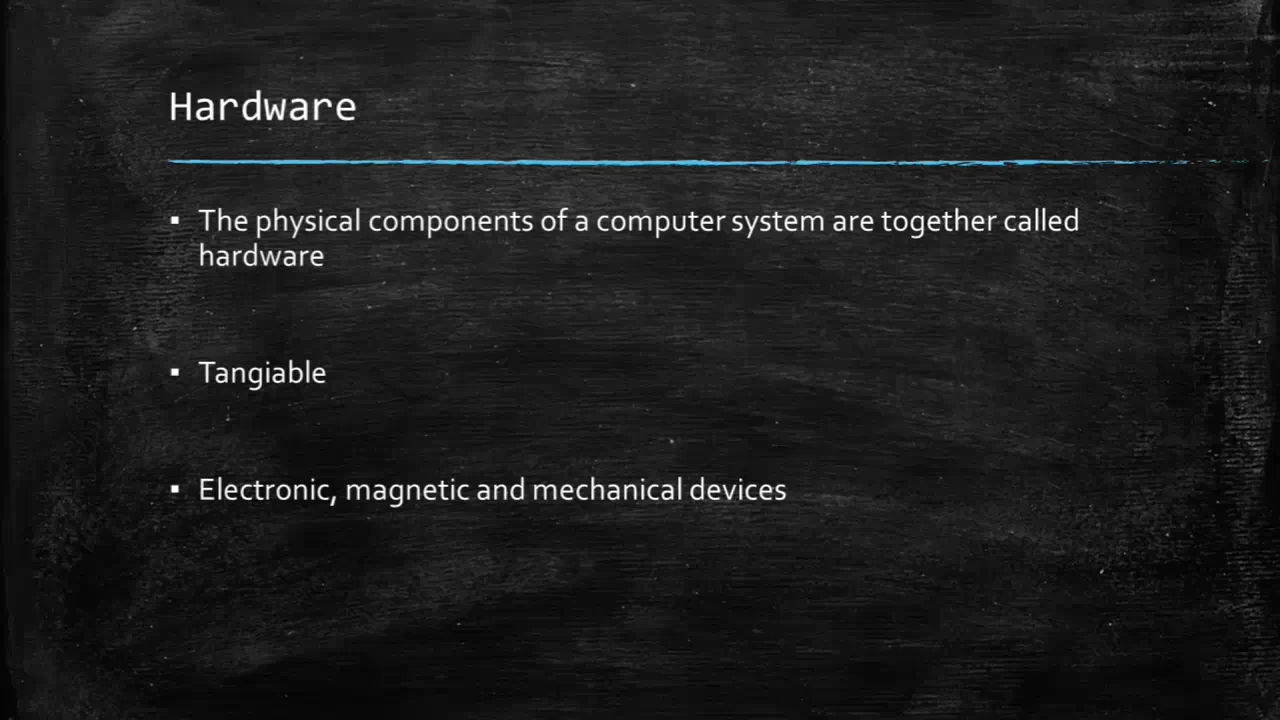 Hardware
▪ The physical components of a computer system are together called
hardware
▪ Tangiable
▪ Electronic, magnetic and mechanical devices